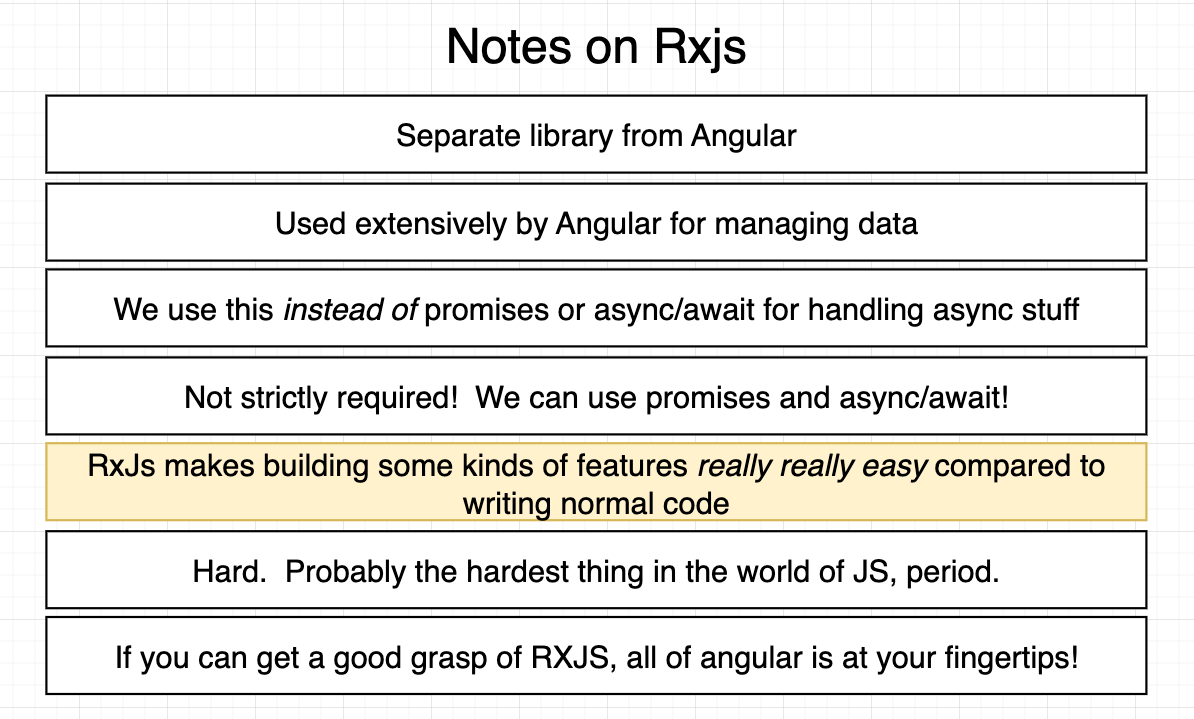 Notes on Rxjs
Separate library from Angular
Used extensively by Angular for managing data
We use this instead of promises or async/await for handling async stuff
Not strictly required!  We can use promises and async/await!
RxJs makes building some kinds of features really really easy compared to
writing normal code
Hard.  Probably the hardest thing in the world of JS, period.
If you can get a good grasp of RXJS, all of angular is at your fingertips!